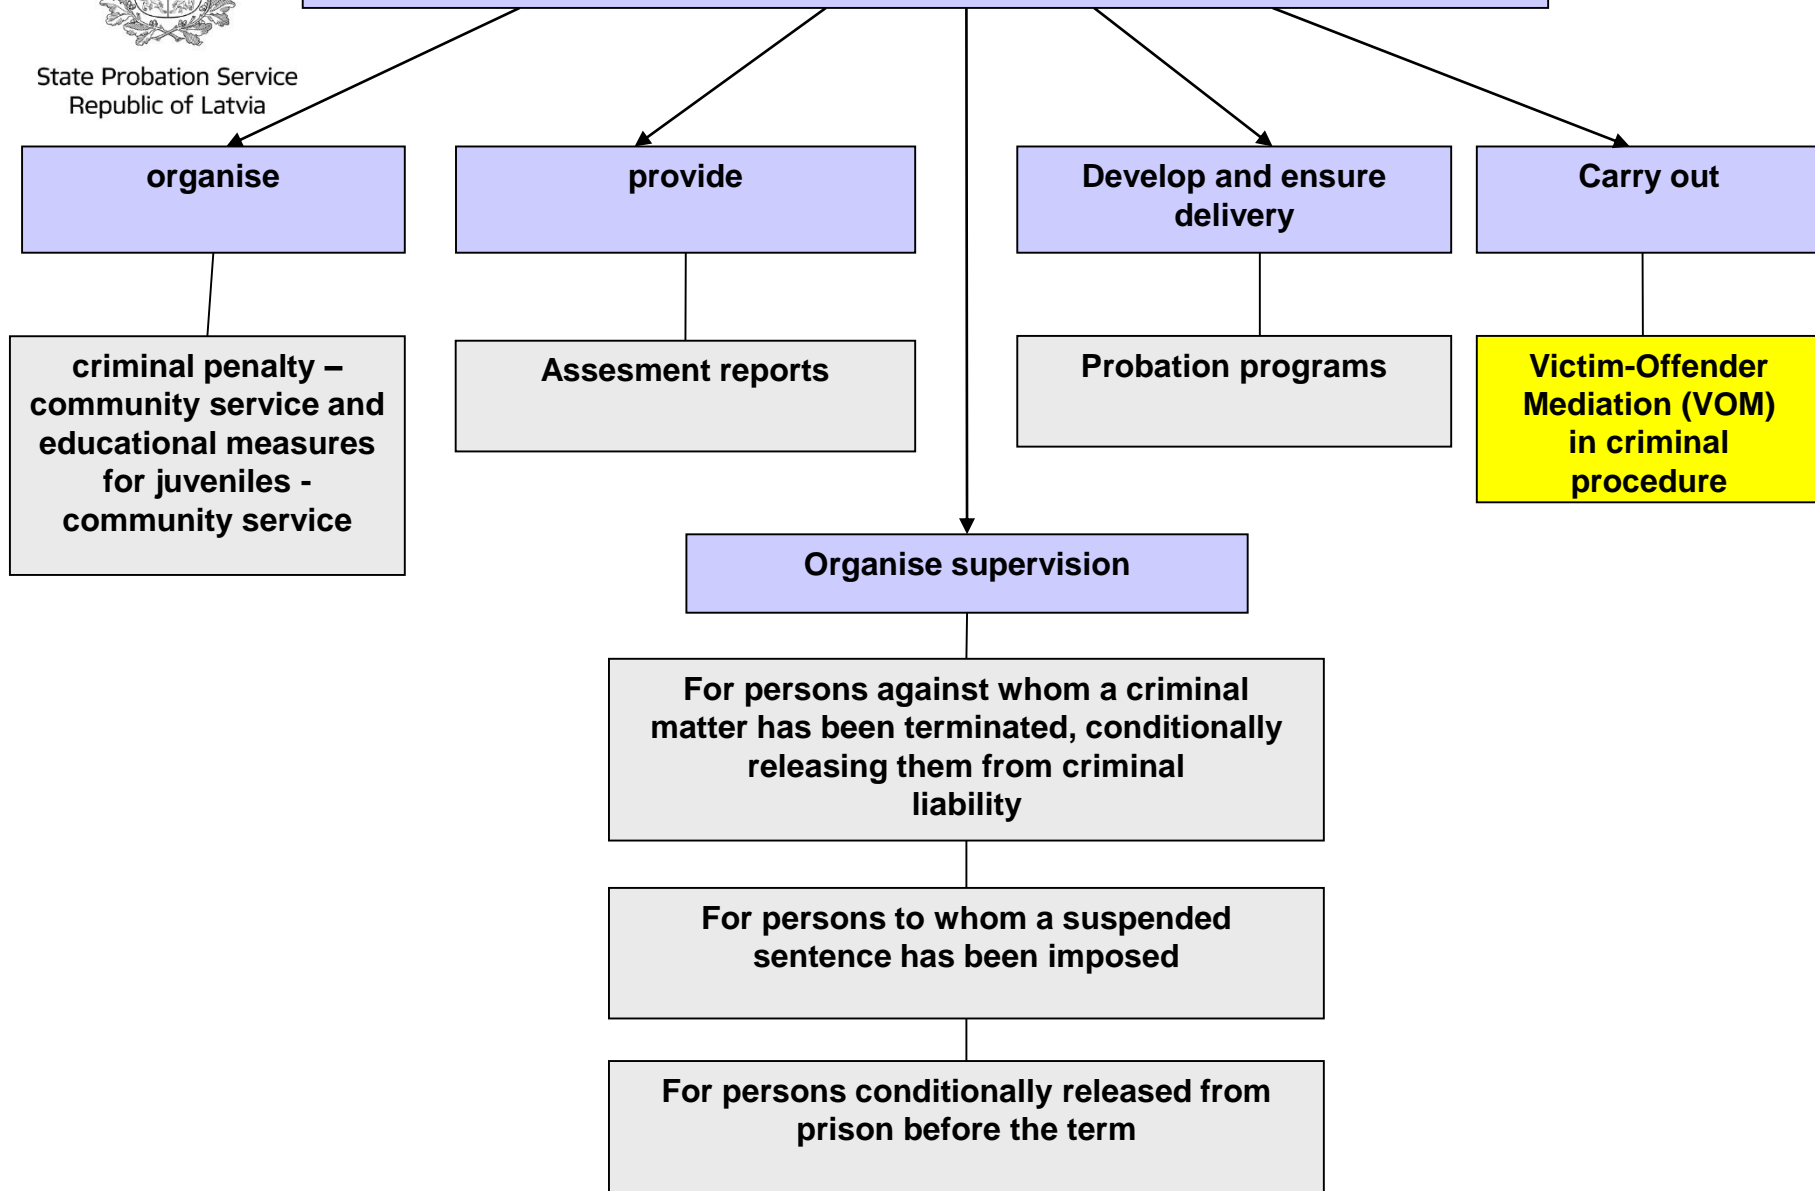 State Probation Service
Republic of Latvia
organise
provide
Develop and ensure
delivery
Carry out
criminal penalty –
community service and
educational measures
for juveniles -
community service
Assesment reports
Probation programs
Victim-Offender
Mediation (VOM)
in criminal
procedure
Organise supervision
For persons against whom a criminal
matter has been terminated, conditionally
releasing them from criminal
liability
For persons to whom a suspended
sentence has been imposed
For persons conditionally released from
prison before the term